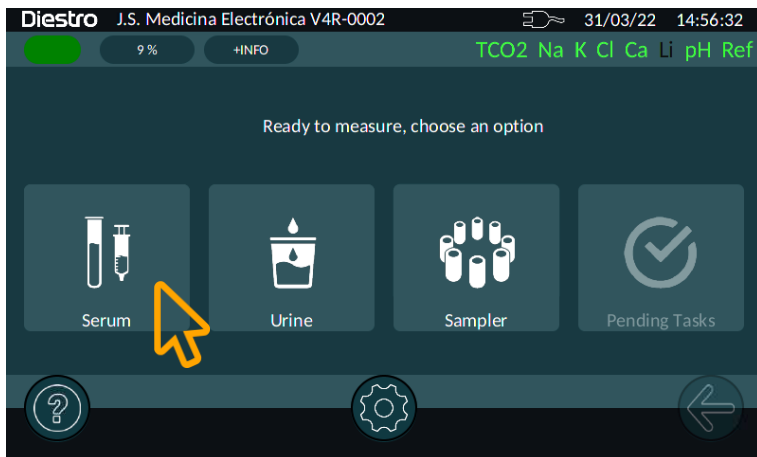 Diestro J.S. Medicina Electrónica V4R-0002 31/03/22 14:56:32
9 % +INFO TCO2 Na K Cl Ca Li pH Ref
Ready to measure, choose an option
Serum Urine Sampler Pending Tasks
?